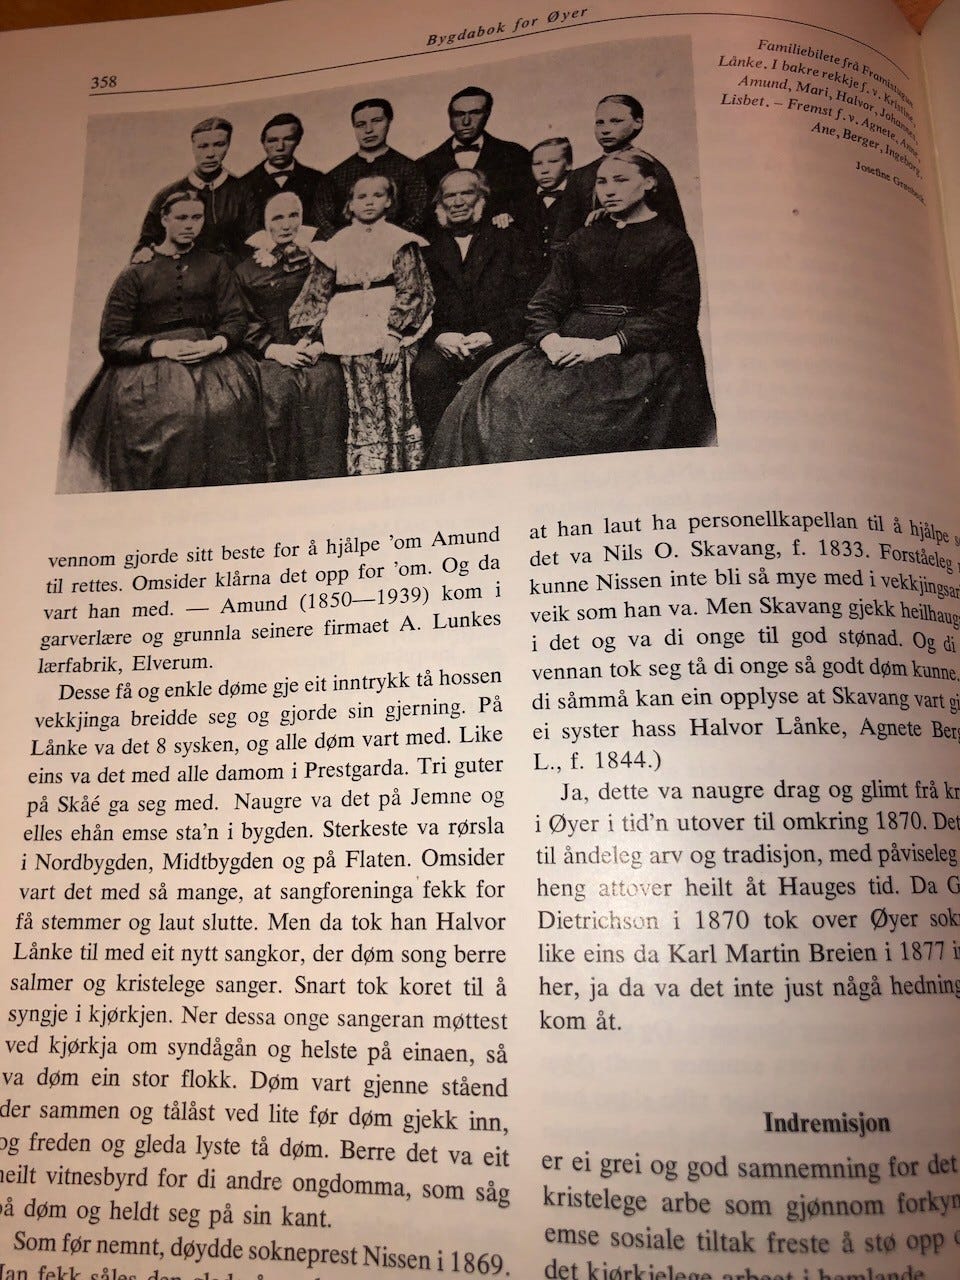 Bygdabok for Øyer
358
Familiebilete frå Framistugun
Lånke. I bakre rekkje f. v. Kristine,
Amund, Mari, Halvor, Johannes,
Lisbet. – Fremst f. v. Agnete, Anne,
Ane, Berger, Ingeborg.
Josefine
vennom gjorde sitt beste for å hjålpe 'om Amund
til rettes. Omsider klårna det opp for 'om. Og da
vart han med. — Amund (1850—1939) kom i
garverlære og grunnla seinere firmaet A. Lunkes
lærfabrik, Elverum.
Desse få og enkle døme gje eit inntrykk tå hossen
vekkjinga breidde seg og gjorde sin gjerning. På
Lånke va det 8 sysken, og alle døm vart med. Like
eins va det med alle damom i Prestgarda. Tri guter
på Skåé ga seg med. Naugre va det på Jemne og
elles ehån emse sta'n i bygden. Sterkeste va rørsla
i Nordbygden, Midtbygden og på Flaten. Omsider
vart det med så mange, at sangforeninga fekk for
få stemmer og laut slutte. Men da tok han Halvor
Lånke til med eit nytt sangkor, der døm song berre
salmer og kristelege sanger. Snart tok koret til å
syngje i kjørkjen. Ner dessa onge sangeran møttest
ved kjørkja om syndågån og helste på einaen, så
va døm ein stor flokk. Døm vart gjenne ståend
der sammen og tålåst ved lite før døm gjekk inn,
og freden og gleda lyste tå døm. Berre det va eit
heilt vitnesbyrd for di andre ongdomma, som såg
på døm og heldt seg på sin kant.
Som før nemnt, døydde sokneprest Nissen i 1869.
Han fekk såles den
at han laut ha personellkapellan til å hjålpe
det va Nils O. Skavang, f. 1833. Forståeleg
kunne Nissen inte bli så mye med i vekkjingsar
veik som han va. Men Skavang gjekk heilhaug
i det og va di onge til god stønad. Og di
vennan tok seg tå di onge så godt døm kunne.
di såmmå kan ein opplyse at Skavang vart gi
ei syster hass Halvor Lånke, Agnete Berg
L., f. 1844.)
Ja, dette va naugre drag og glimt frå kr
i Øyer i tid'n utover til omkring 1870. Det
til åndeleg arv og tradisjon, med påviseleg
heng attover heilt åt Hauges tid. Da G
Dietrichson i 1870 tok over Øyer sok
like eins da Karl Martin Breien i 1877 i
her, ja da va det inte just någå hedning
kom åt.
Indremisjon
er ei grei og god samnemning for det
kristelege arbe som gjønnom forkyn
emse sosiale tiltak freste å stø opp
det kjørkjelege arbeet i hemlande